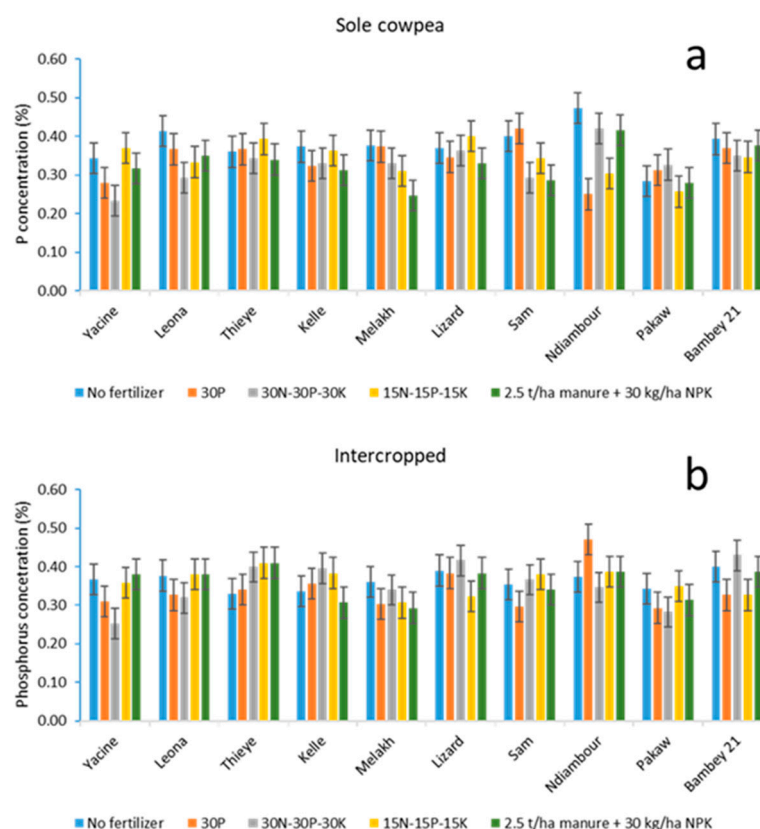 Sole cowpea
a
P concentration (%)
0.60
0.50
0.40
0.30
0.20
0.10
0.00
Yacine
Leona
Thieye
Kelle
Melakh
Lizard
Sam
Ndiambour
Pakaw
Bambey 21
No fertilizer 30P 30N-30P-30K 15N-15P-15K 2.5 t/ha manure + 30 kg/ha NPK
Intercropped
b
Phosphorus concetration (%)
0.60
0.50
0.40
0.30
0.20
0.10
0.00
Yacine
Leona
Thieye
Kelle
Melakh
Lizard
Sam
Ndiambour
Pakaw
Bambey 21
No fertilizer 30P 30N-30P-30K 15N-15P-15K 2.5 t/ha manure + 30 kg/ha NPK